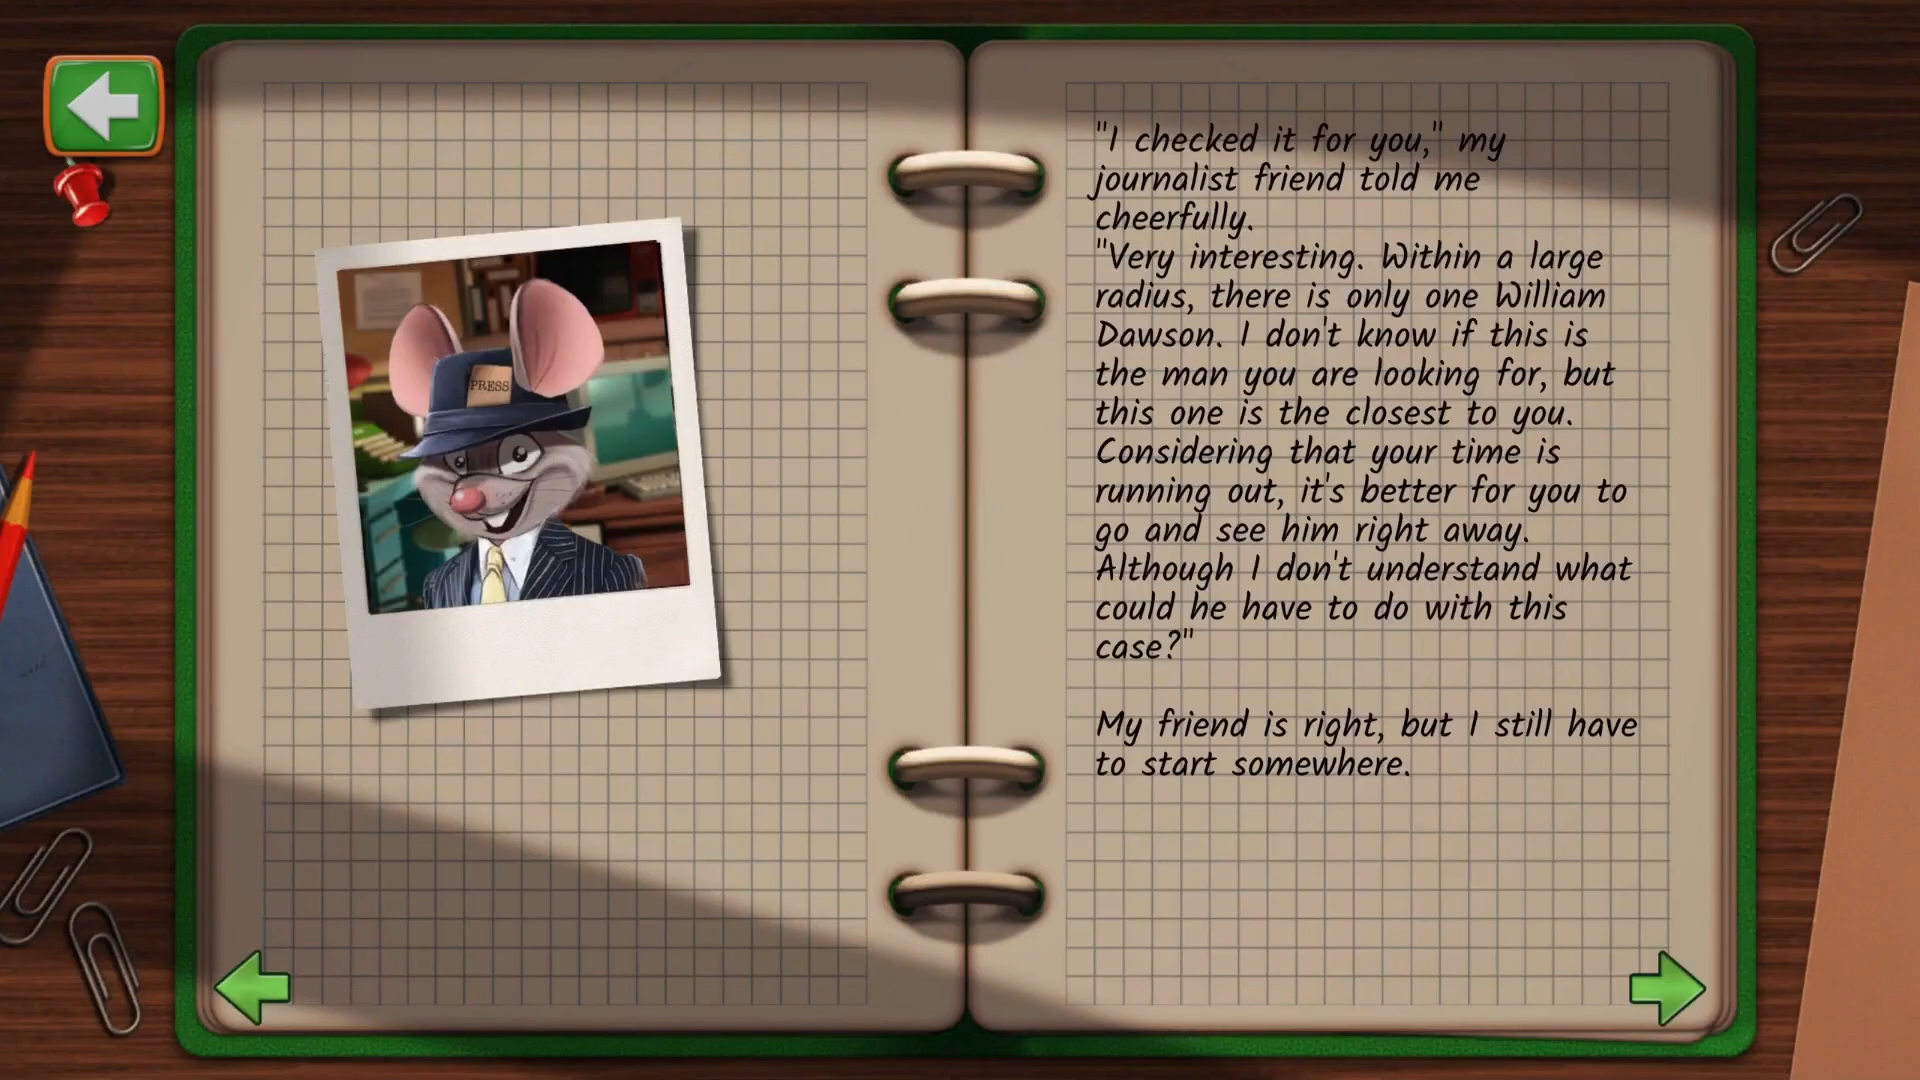 PRESS
"I checked it for you," my
journalist friend told me
cheerfully.
"Very interesting. Within a large
radius, there is only one William
Dawson. I don't know if this is
the man you are looking for, but
this one is the closest to you.
Considering that your time is
running out, it's better for you to
go and see him right away.
Although I don't understand what
could he have to do with this
case?"
My friend is right, but I still have
to start somewhere.